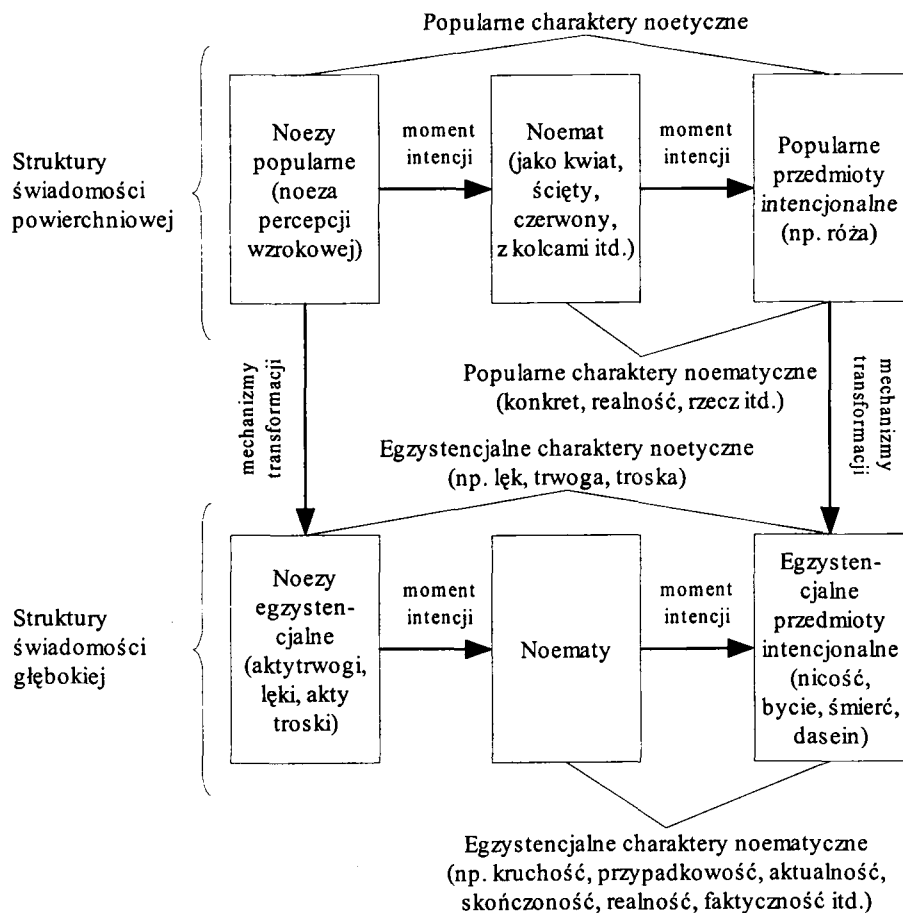 Popularne charaktery noetyczne
Struktury
świadomości
powierzchniowej
Noezy
popularne
(noeza
percepcji
wzrokowej)
moment
intencji
Noemat
(jako kwiat,
ścięty,
czerwony,
z kolcami itd.)
moment
intencji
Popularne
przedmioty
intencjonalne
(np. róża)
mechanizmy
transformacji
Popularne charaktery noematyczne
(konkret, realność, rzecz itd.)
mechanizmy
transformacji
Egzystencjalne charaktery noetyczne
(np. lęk, trwoga, troska)
Struktury
świadomości
głębokiej
Noezy
egzysten-
cjalne
(aktytrwogi,
lęki, akty
troski)
moment
intencji
Noematy
moment
intencji
Egzysten-
cjalne
przedmioty
intencjonalne
(nicość,
bycie, śmierć,
dasein)
Egzystencjalne charaktery noematyczne
(np. kruchość, przypadkowość, aktualność,
skończoność, realność, faktyczność itd.)